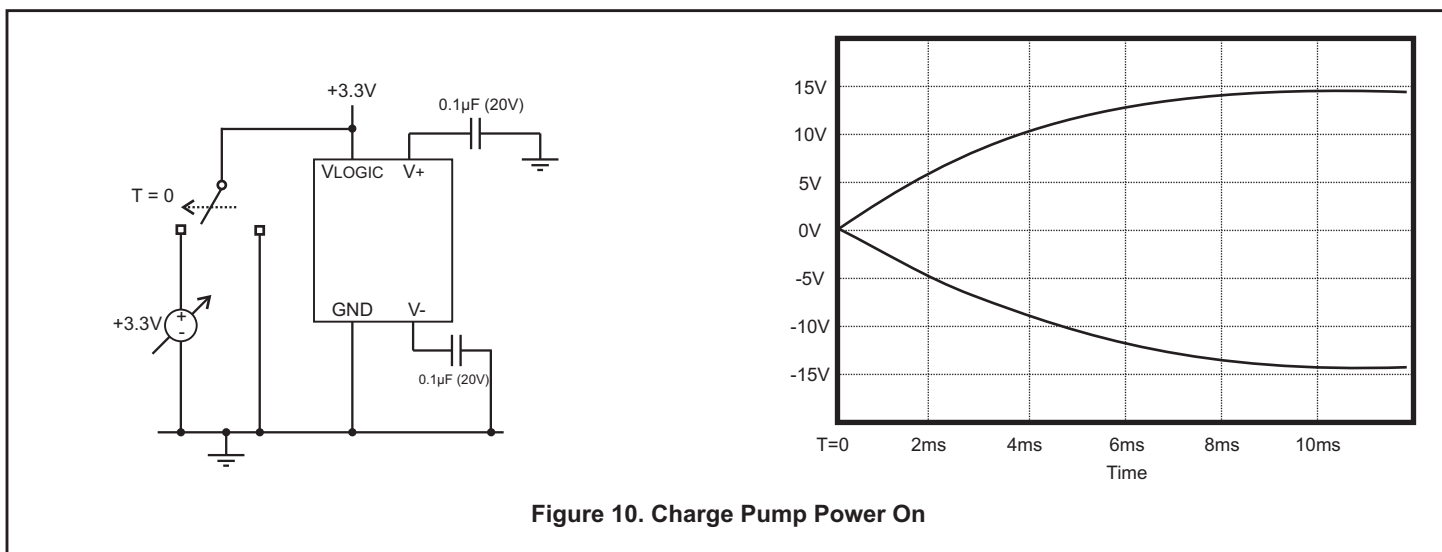 +3.3V
0.1µF (20V)
VLOGIC V+
T = 0
GND V-
+3.3V
+
-
0.1µF (20V)
15V
10V
5V
0V
-5V
-10V
-15V
T=0 2ms 4ms 6ms 8ms 10ms
Time
Figure 10. Charge Pump Power On